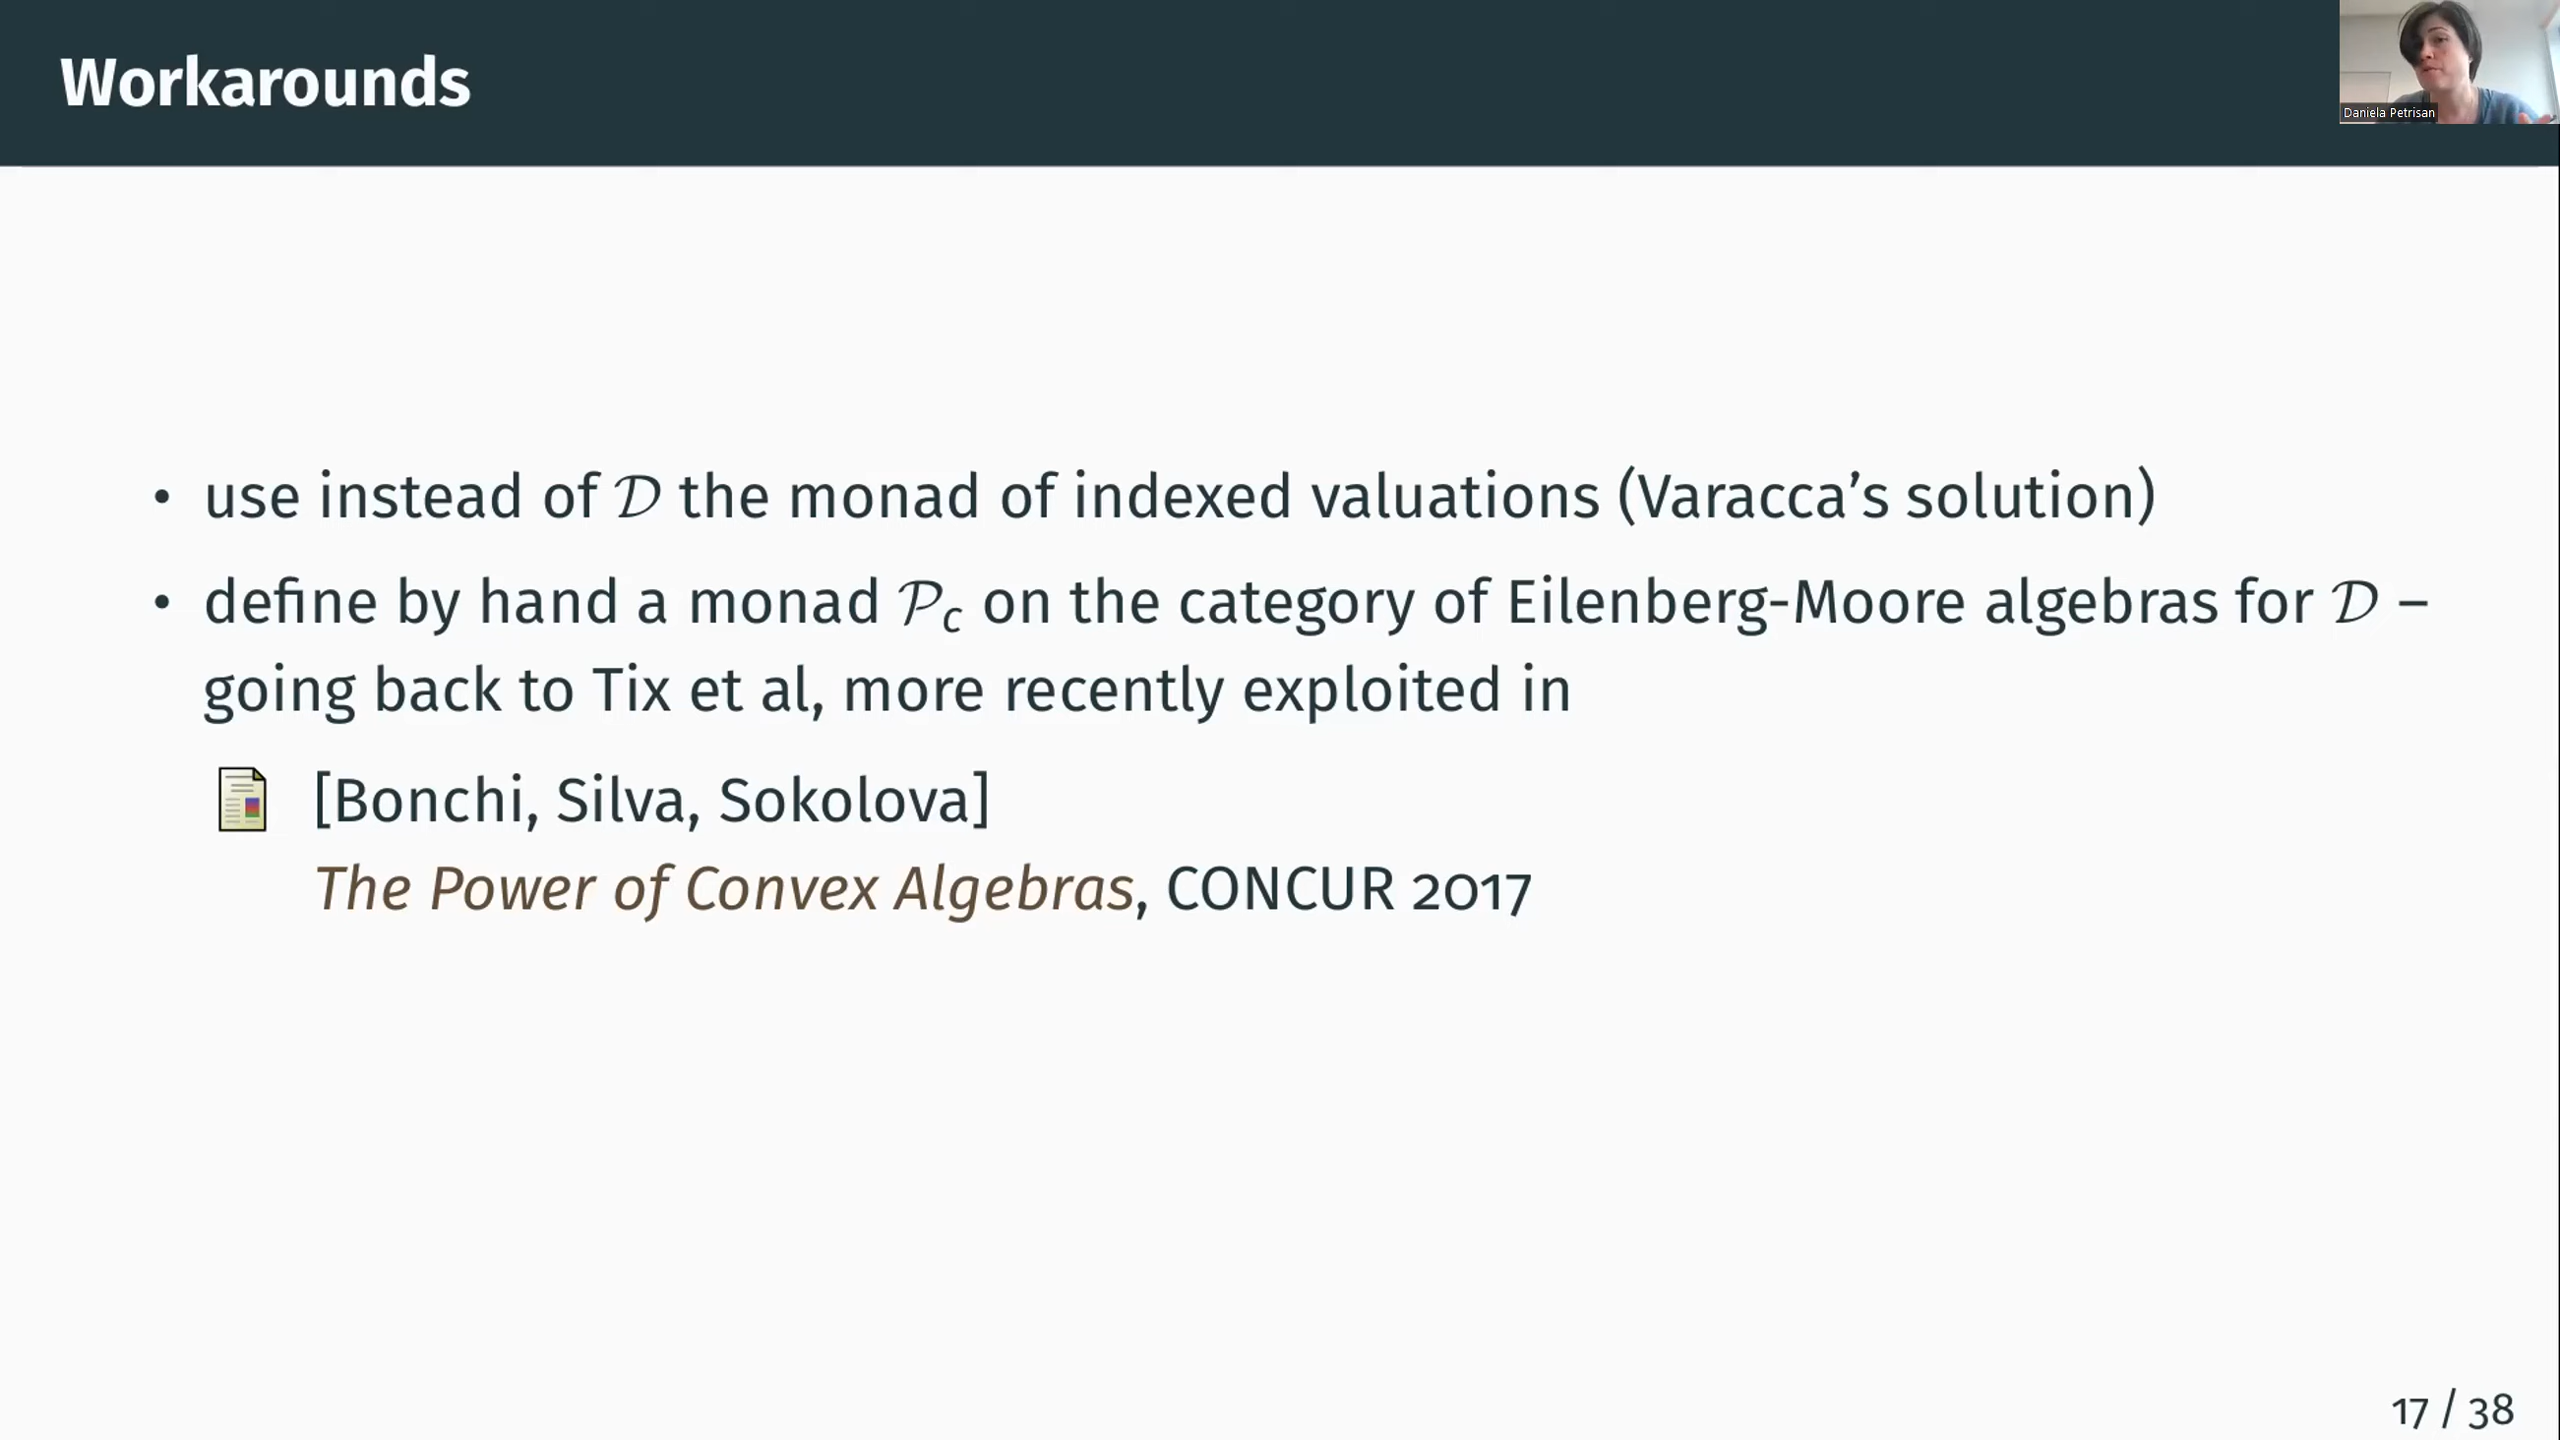 Workarounds
Daniela Petrisan
• use instead of 𝒟 the monad of indexed valuations (Varacca’s solution)
• define by hand a monad 𝒫c on the category of Eilenberg-Moore algebras for 𝒟 –
going back to Tix et al, more recently exploited in
[Bonchi, Silva, Sokolova]
The Power of Convex Algebras, CONCUR 2017
17 / 38